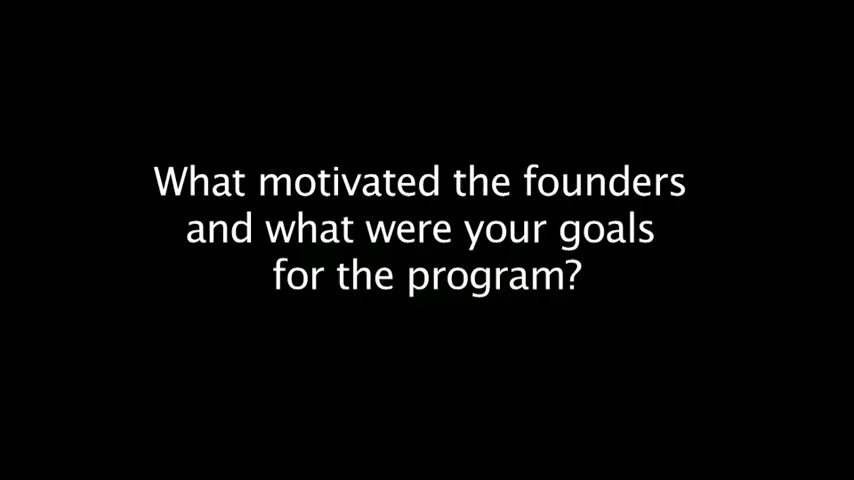 What motivated the founders
and what were your goals
for the program?